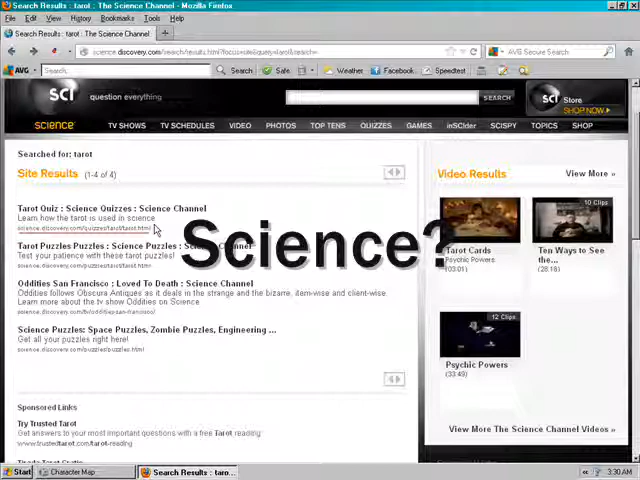 Search Results : tarot : The Science Channel - Mozilla Firefox
File Edit View History Bookmarks Tools Help
Search Results : tarot : The Science Channel
science.discovery.com/search/results.html?focus=site&query=tarot&search=
AVG Secure Search
AVG Search Search Safe Weather Facebook Speedtest
SCI question everything SEARCH SCI Store
SHOP NOW
science TV SHOWS TV SCHEDULES VIDEO PHOTOS TOP TENS QUIZZES GAMES inSCIder SCISPY TOPICS SHOP
Searched for: tarot
Site Results (1-4 of 4)
Tarot Quiz : Science Quizzes : Science Channel
Learn how the tarot is used in science
science.discovery.com/quizzes/tarot/tarot.html
Tarot Puzzles Puzzles : Science Puzzles : Science
Test your patience with these tarot puzzles!
Science?
Oddities San Francisco : Loved To Death : Science Channel
Oddities follows Obscura Antiques as it deals in the strange and the bizarre, item-wise and client-wise.
Learn more about the tv show Oddities on Science
science.discovery.com/tv/oddities-san-francisco/
Science Puzzles: Space Puzzles, Zombie Puzzles, Engineering ...
Get all your puzzles right here!
science.discovery.com/puzzles/puzzles.html
Sponsored Links
Try Trusted Tarot
Get answers to your most important questions with a free Tarot reading
www.trustedtarot.com/tarot-reading
Video Results View More »
Tarot Cards
Psychic Powers
(03:01)
10 Clips
Ten Ways to See
the...
(28:18)
12 Clips
Psychic Powers
(33:49)
View More The Science Channel Videos »
Start Character Map Search Results : taro... 3:30 AM